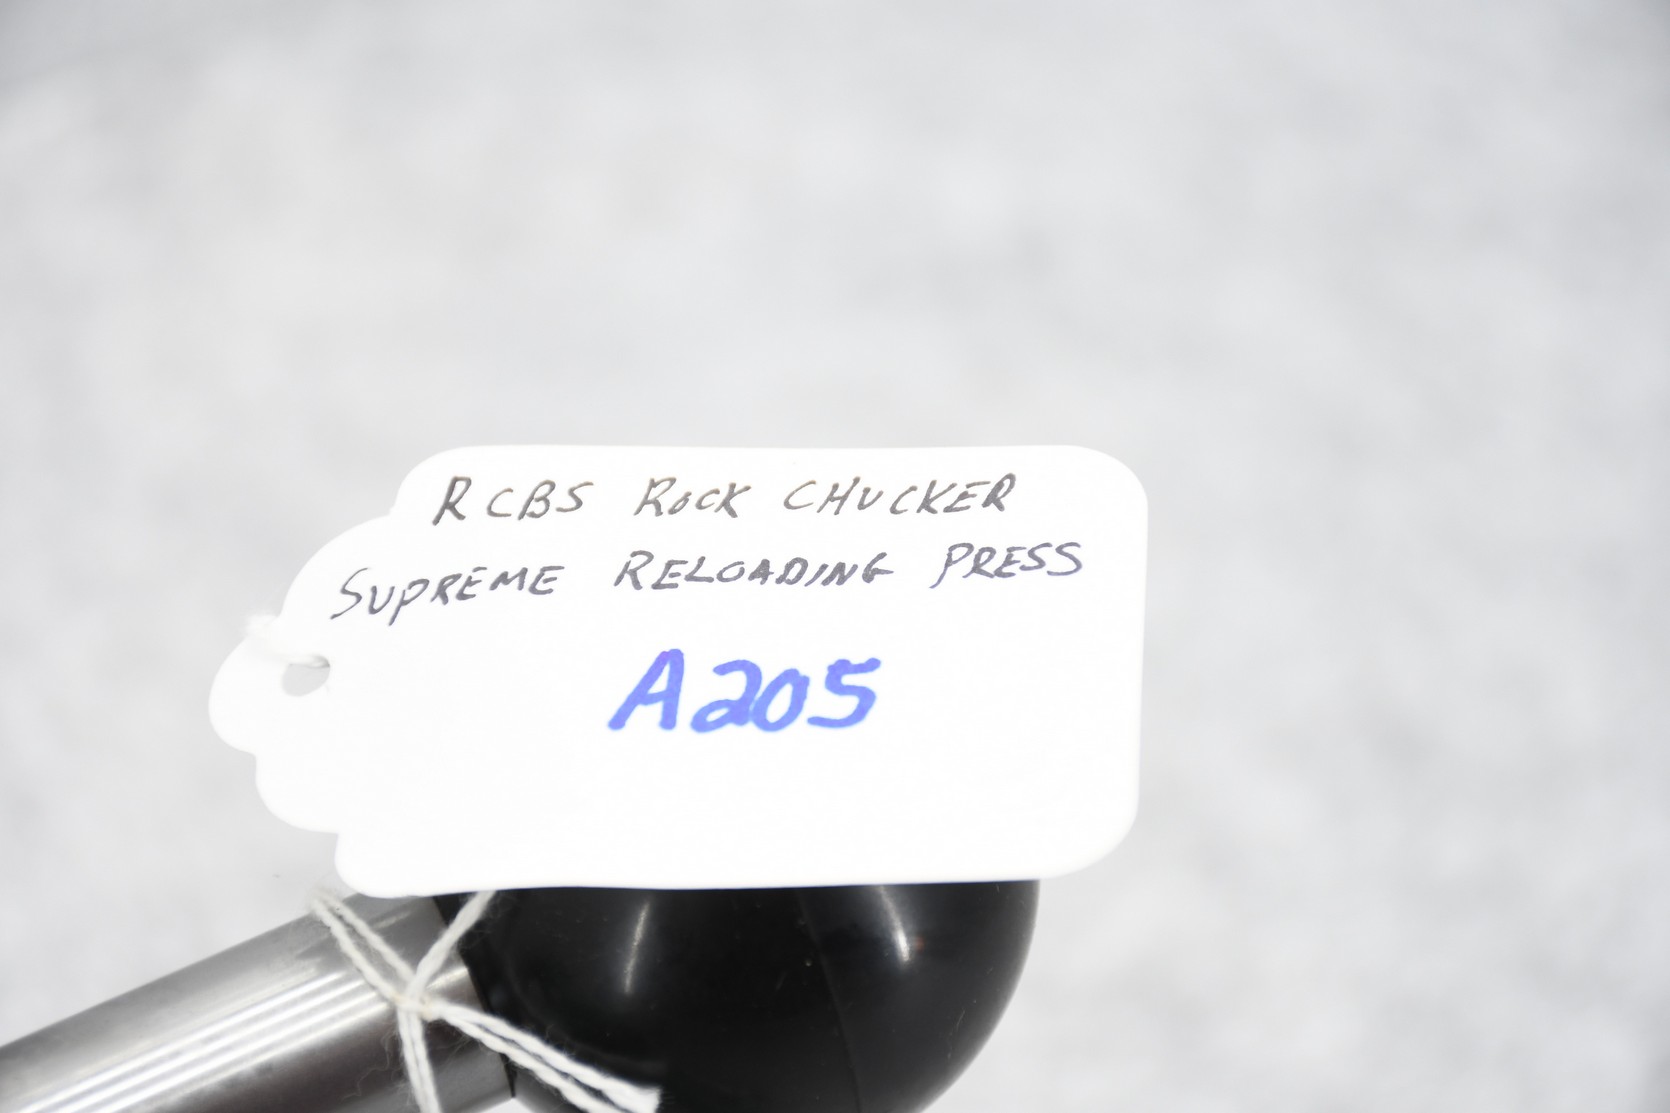 RCBS ROCK CHUCKER
SUPREME RELOADING PRESS
A205